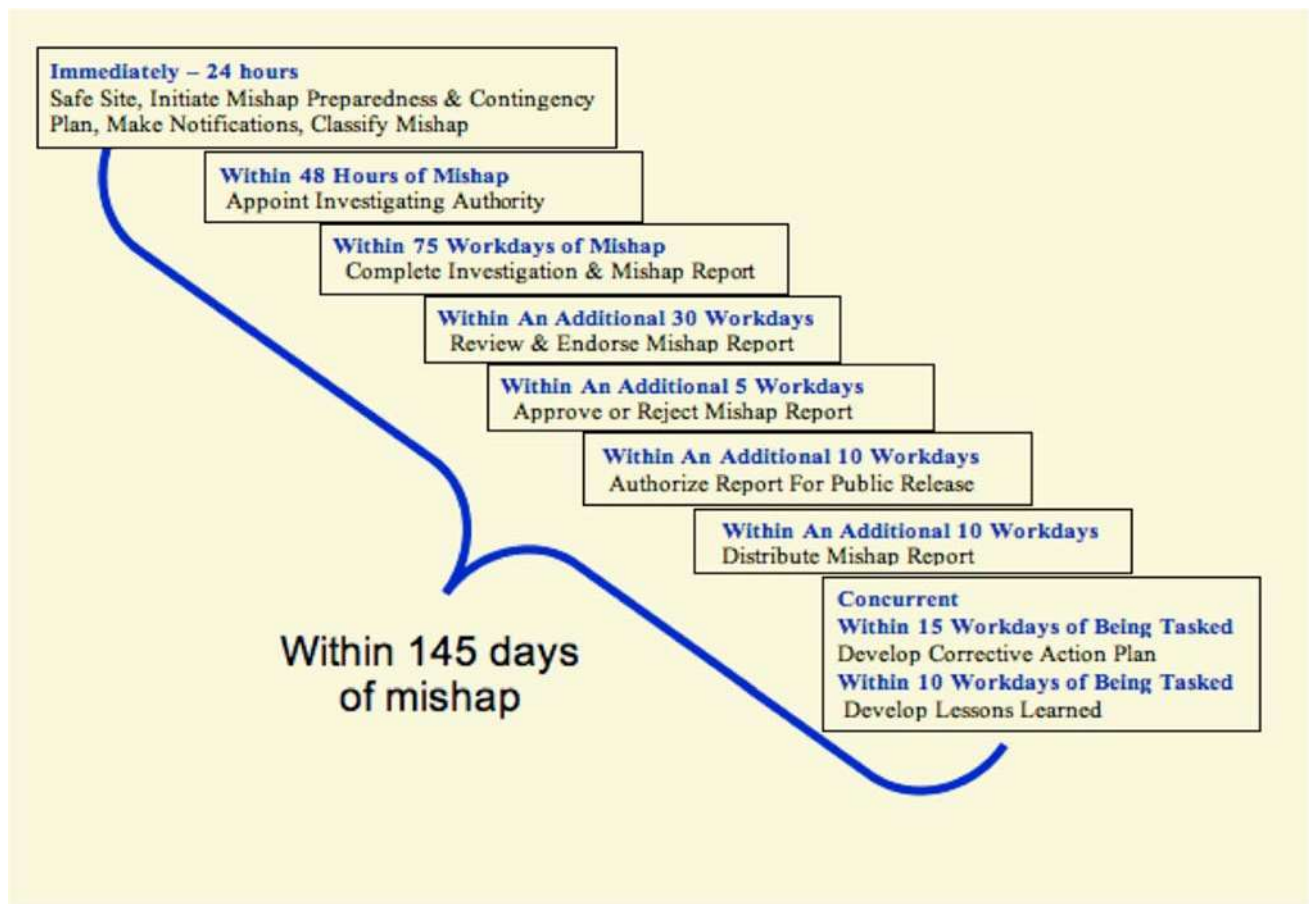 Immediately – 24 hours
Safe Site, Initiate Mishap Preparedness & Contingency
Plan, Make Notifications, Classify Mishap
Within 48 Hours of Mishap
Appoint Investigating Authority
Within 75 Workdays of Mishap
Complete Investigation & Mishap Report
Within An Additional 30 Workdays
Review & Endorse Mishap Report
Within An Additional 5 Workdays
Approve or Reject Mishap Report
Within An Additional 10 Workdays
Authorize Report For Public Release
Within An Additional 10 Workdays
Distribute Mishap Report
Concurrent
Within 15 Workdays of Being Tasked
Develop Corrective Action Plan
Within 10 Workdays of Being Tasked
Develop Lessons Learned
Within 145 days
of mishap